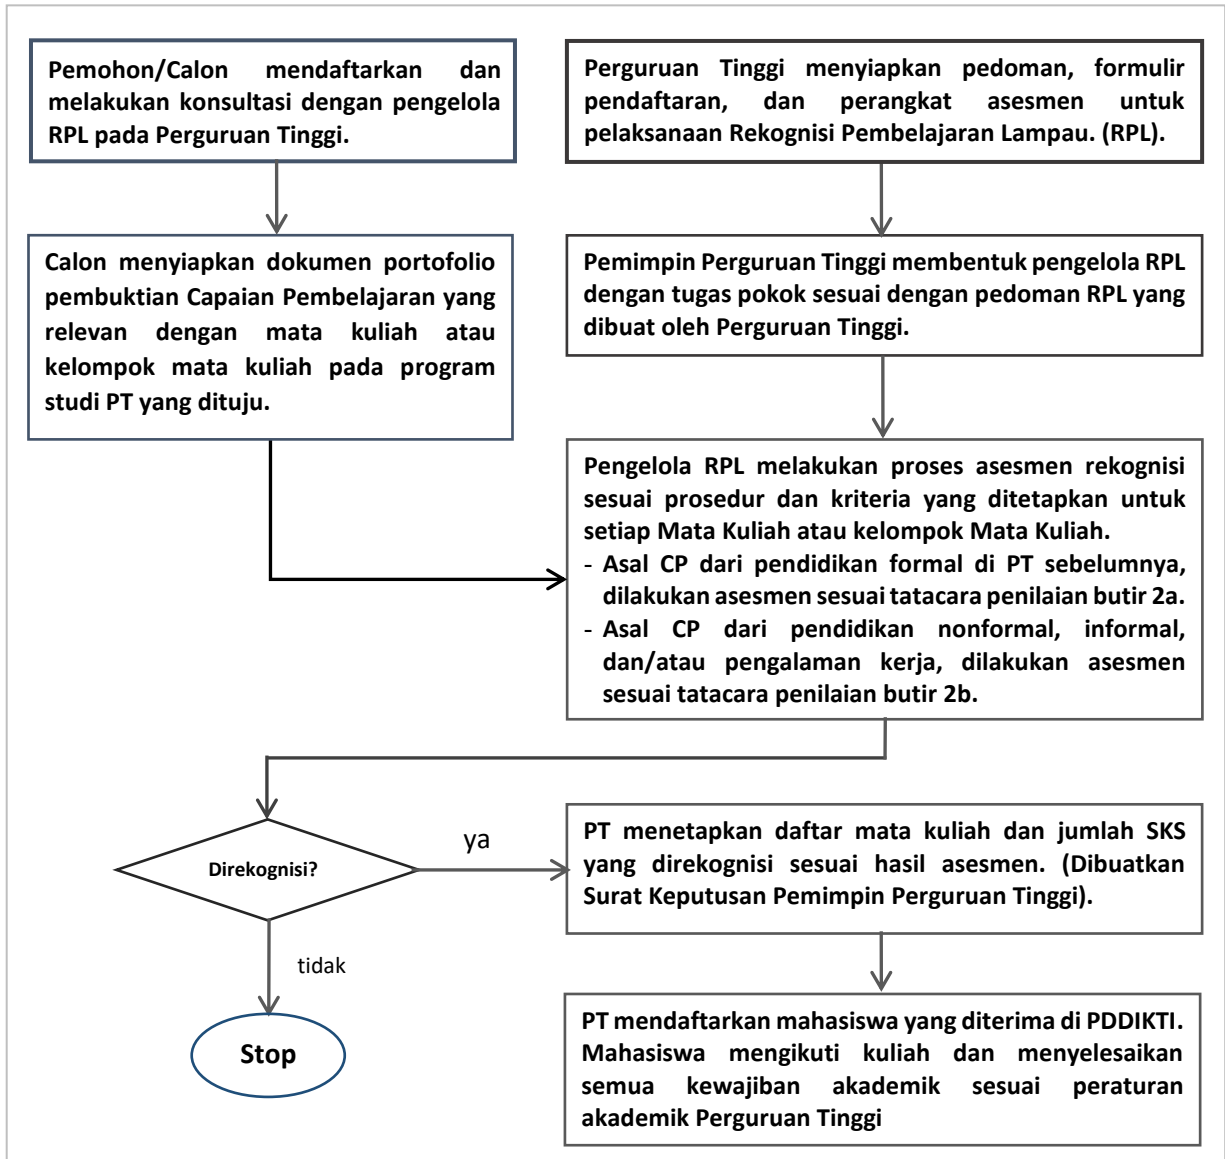 Pemohon/Calon mendaftarkan dan
melakukan konsultasi dengan pengelola
RPL pada Perguruan Tinggi.
Perguruan Tinggi menyiapkan pedoman, formulir
pendaftaran, dan perangkat asesmen untuk
pelaksanaan Rekognisi Pembelajaran Lampau. (RPL).
Calon menyiapkan dokumen portofolio
pembuktian Capaian Pembelajaran yang
relevan dengan mata kuliah atau
kelompok mata kuliah pada program
studi PT yang dituju.
Pemimpin Perguruan Tinggi membentuk pengelola RPL
dengan tugas pokok sesuai dengan pedoman RPL yang
dibuat oleh Perguruan Tinggi.
Pengelola RPL melakukan proses asesmen rekognisi
sesuai prosedur dan kriteria yang ditetapkan untuk
setiap Mata Kuliah atau kelompok Mata Kuliah.
- Asal CP dari pendidikan formal di PT sebelumnya,
dilakukan asesmen sesuai tatacara penilaian butir 2a.
- Asal CP dari pendidikan nonformal, informal,
dan/atau pengalaman kerja, dilakukan asesmen
sesuai tatacara penilaian butir 2b.
Direkognisi?
ya
PT menetapkan daftar mata kuliah dan jumlah SKS
yang direkognisi sesuai hasil asesmen. (Dibuatkan
Surat Keputusan Pemimpin Perguruan Tinggi).
tidak
Stop
PT mendaftarkan mahasiswa yang diterima di PDDIKTI.
Mahasiswa mengikuti kuliah dan menyelesaikan
semua kewajiban akademik sesuai peraturan
akademik Perguruan Tinggi